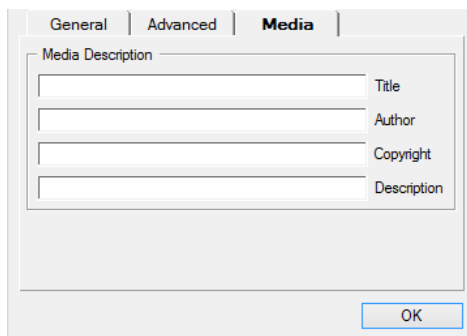 General Advanced Media
Media Description
Title
Author
Copyright
Description
OK